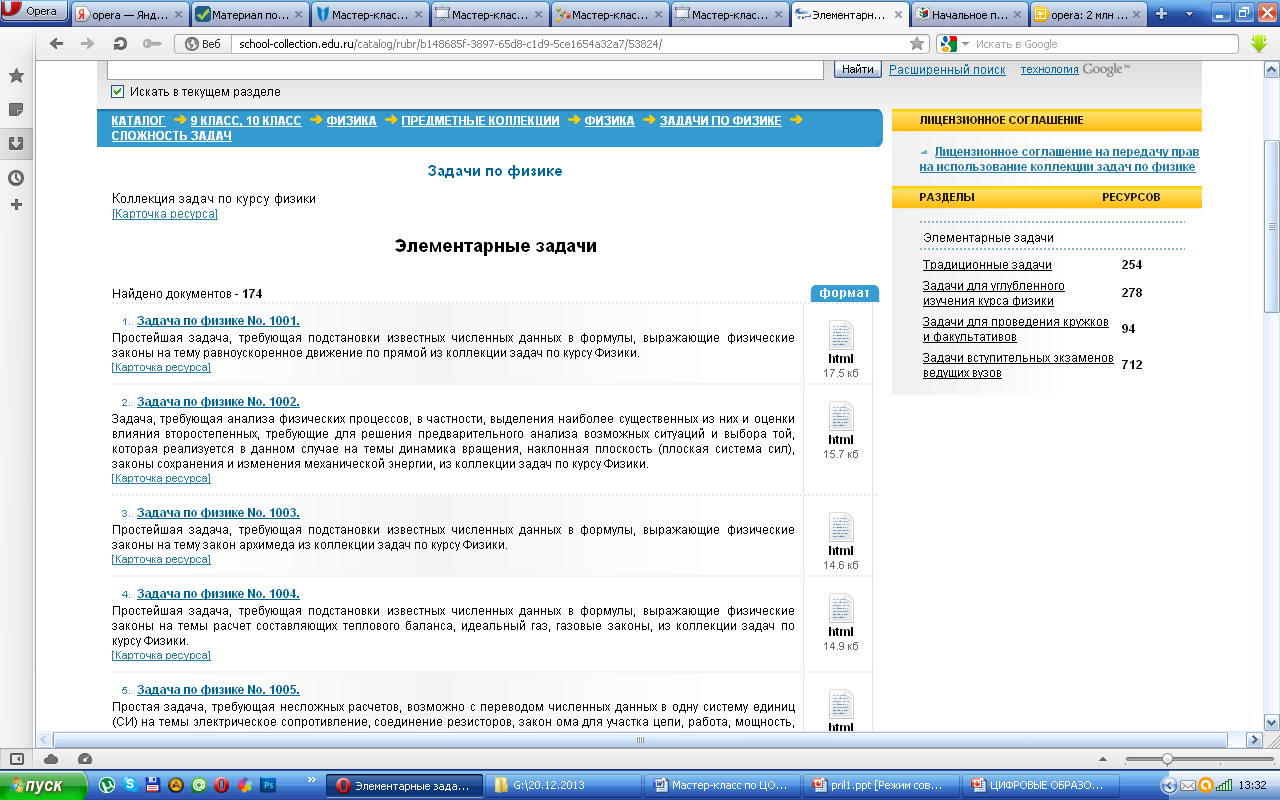 Opera
opera — Янд...
Материал по...
Мастер-клас...
Мастер-клас...
Мастер-клас...
Мастер-клас...
Элементарн...
Начальное п...
opera: 2 млн ...
Веб
school-collection.edu.ru/catalog/rubr/b148685f-3897-65d8-c1d9-5ce1654a32a7/53824/
Искать в Google
Найти
Расширенный поиск
технология Google™
Искать в текущем разделе
КАТАЛОГ 9 КЛАСС, 10 КЛАСС ФИЗИКА ПРЕДМЕТНЫЕ КОЛЛЕКЦИИ ФИЗИКА ЗАДАЧИ ПО ФИЗИКЕ
СЛОЖНОСТЬ ЗАДАЧ
Задачи по физике
Коллекция задач по курсу физики
[Карточка ресурса]
Элементарные задачи
Найдено документов - 174
формат
1. Задача по физике No. 1001.
Простейшая задача, требующая подстановки известных численных данных в формулы, выражающие физические
законы на тему равноускоренное движение по прямой из коллекции задач по курсу Физики.
[Карточка ресурса]
html
17.5 кб
2. Задача по физике No. 1002.
Задачи, требующая анализа физических процессов, в частности, выделения наиболее существенных из них и оценки
влияния второстепенных, требующие для решения предварительного анализа возможных ситуаций и выбора той,
которая реализуется в данном случае на темы динамика вращения, наклонная плоскость (плоская система сил),
законы сохранения и изменения механической энергии, из коллекции задач по курсу Физики.
[Карточка ресурса]
html
15.7 кб
3. Задача по физике No. 1003.
Простейшая задача, требующая подстановки известных численных данных в формулы, выражающие физические
законы на тему закон архимеда из коллекции задач по курсу Физики.
[Карточка ресурса]
html
14.6 кб
4. Задача по физике No. 1004.
Простейшая задача, требующая подстановки известных численных данных в формулы, выражающие физические
законы на темы расчет составляющих теплового баланса, идеальный газ, газовые законы, из коллекции задач по
курсу Физики.
[Карточка ресурса]
html
14.9 кб
5. Задача по физике No. 1005.
Простая задача, требующая несложных расчетов, возможно с переводом численных данных в одну систему единиц
(СИ) на темы электрическое сопротивление, соединение резисторов, закон ома для участка цепи, работа, мощность,
html
ЛИЦЕНЗИОННОЕ СОГЛАШЕНИЕ
Лицензионное соглашение на передачу прав
на использование коллекции задач по физике
РАЗДЕЛЫ РЕСУРСОВ
Элементарные задачи
Традиционные задачи 254
Задачи для углубленного
изучения курса физики 278
Задачи для проведения кружков
и факультативов 94
Задачи вступительных экзаменов
ведущих вузов 712
пуск
Элементарные зада...
G:\20.12.2013
Мастер-класс по ЦО...
pril1.ppt [Режим сов...
ЦИФРОВЫЕ ОБРАЗО...
13:32